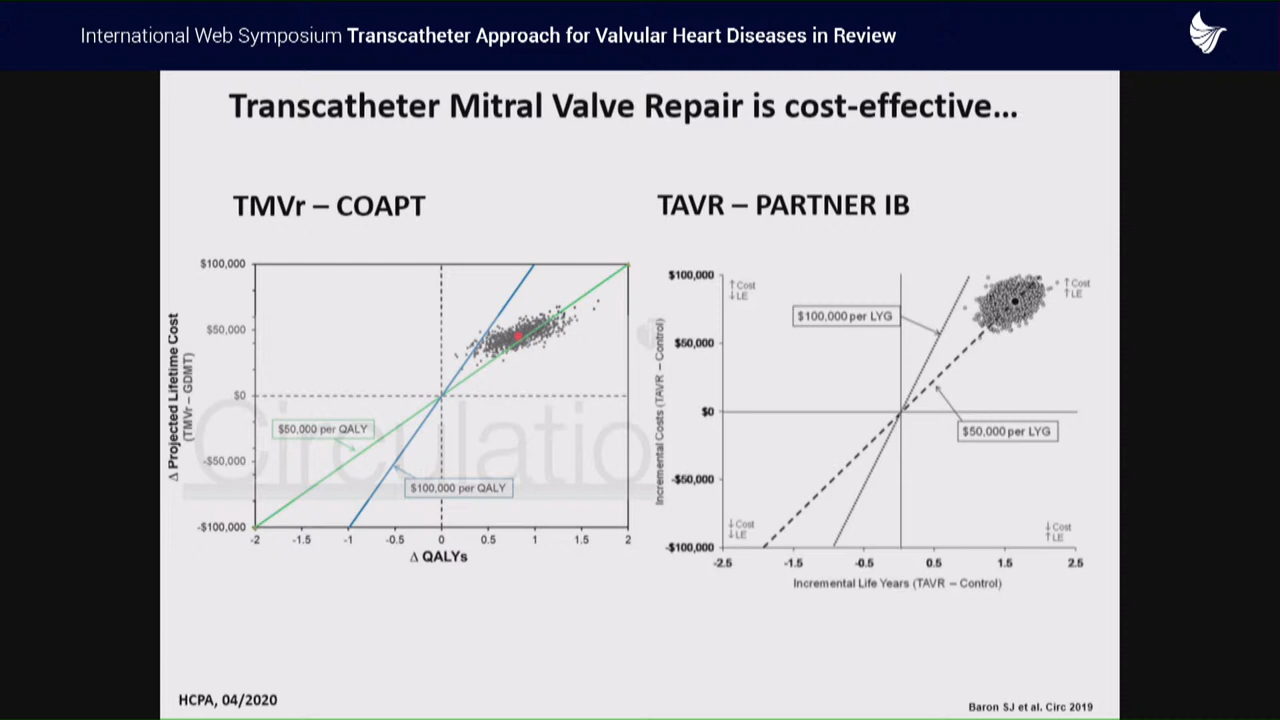 International Web Symposium Transcatheter Approach for Valvular Heart Diseases in Review
Transcatheter Mitral Valve Repair is cost-effective...
TMVr – COAPT
TAVR – PARTNER IB
$100,000
$50,000
$0
-$50,000
-$100,000
Δ Projected Lifetime Cost
(TMVr – GDMT)
$50,000 per QALY
$100,000 per QALY
-2
-1.5
-1
-0.5
0
0.5
1
1.5
2
Δ QALYs
Circulatio
$100,000
$50,000
$0
-$50,000
-$100,000
Incremental Costs (TAVR – Control)
↑Cost
↓LE
↑Cost
↑LE
$100,000 per LYG
$50,000 per LYG
↓Cost
↓LE
↓Cost
↑LE
-2.5
-1.5
-0.5
0.5
1.5
2.5
Incremental Life Years (TAVR – Control)
HCPA, 04/2020
Baron SJ et al. Circ 2019